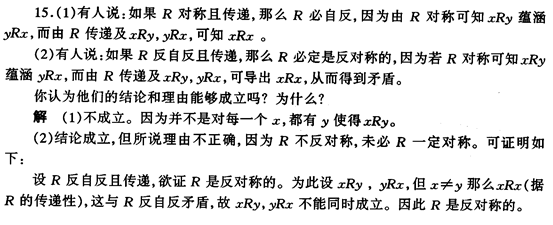 15.(1)有人说:如果 R 对称且传递,那么 R 必自反,因为由 R 对称可知 xRy 蕴涵
yRx,而由 R 传递及 xRy,yRx,可知 xRx 。
(2)有人说:如果 R 反自反且传递,那么 R 必定是反对称的,因为若 R 对称可知 xRy
蕴涵 yRx,而由 R 传递及 xRy,yRx,可导出 xRx,从而得到矛盾。
你认为他们的结论和理由能够成立吗? 为什么?
解 (1)不成立。因为并不是对每一个 x,都有 y 使得 xRy。
(2)结论成立,但所说理由不正确,因为 R 不反对称,未必 R 一定对称。可证明如
下:
设 R 反自反且传递,欲证 R 是反对称的。为此设 xRy , yRx,但 x≠y 那么 xRx(据
R 的传递性),这与 R 反自反矛盾,故 xRy,yRx 不能同时成立。因此 R 是反对称的。